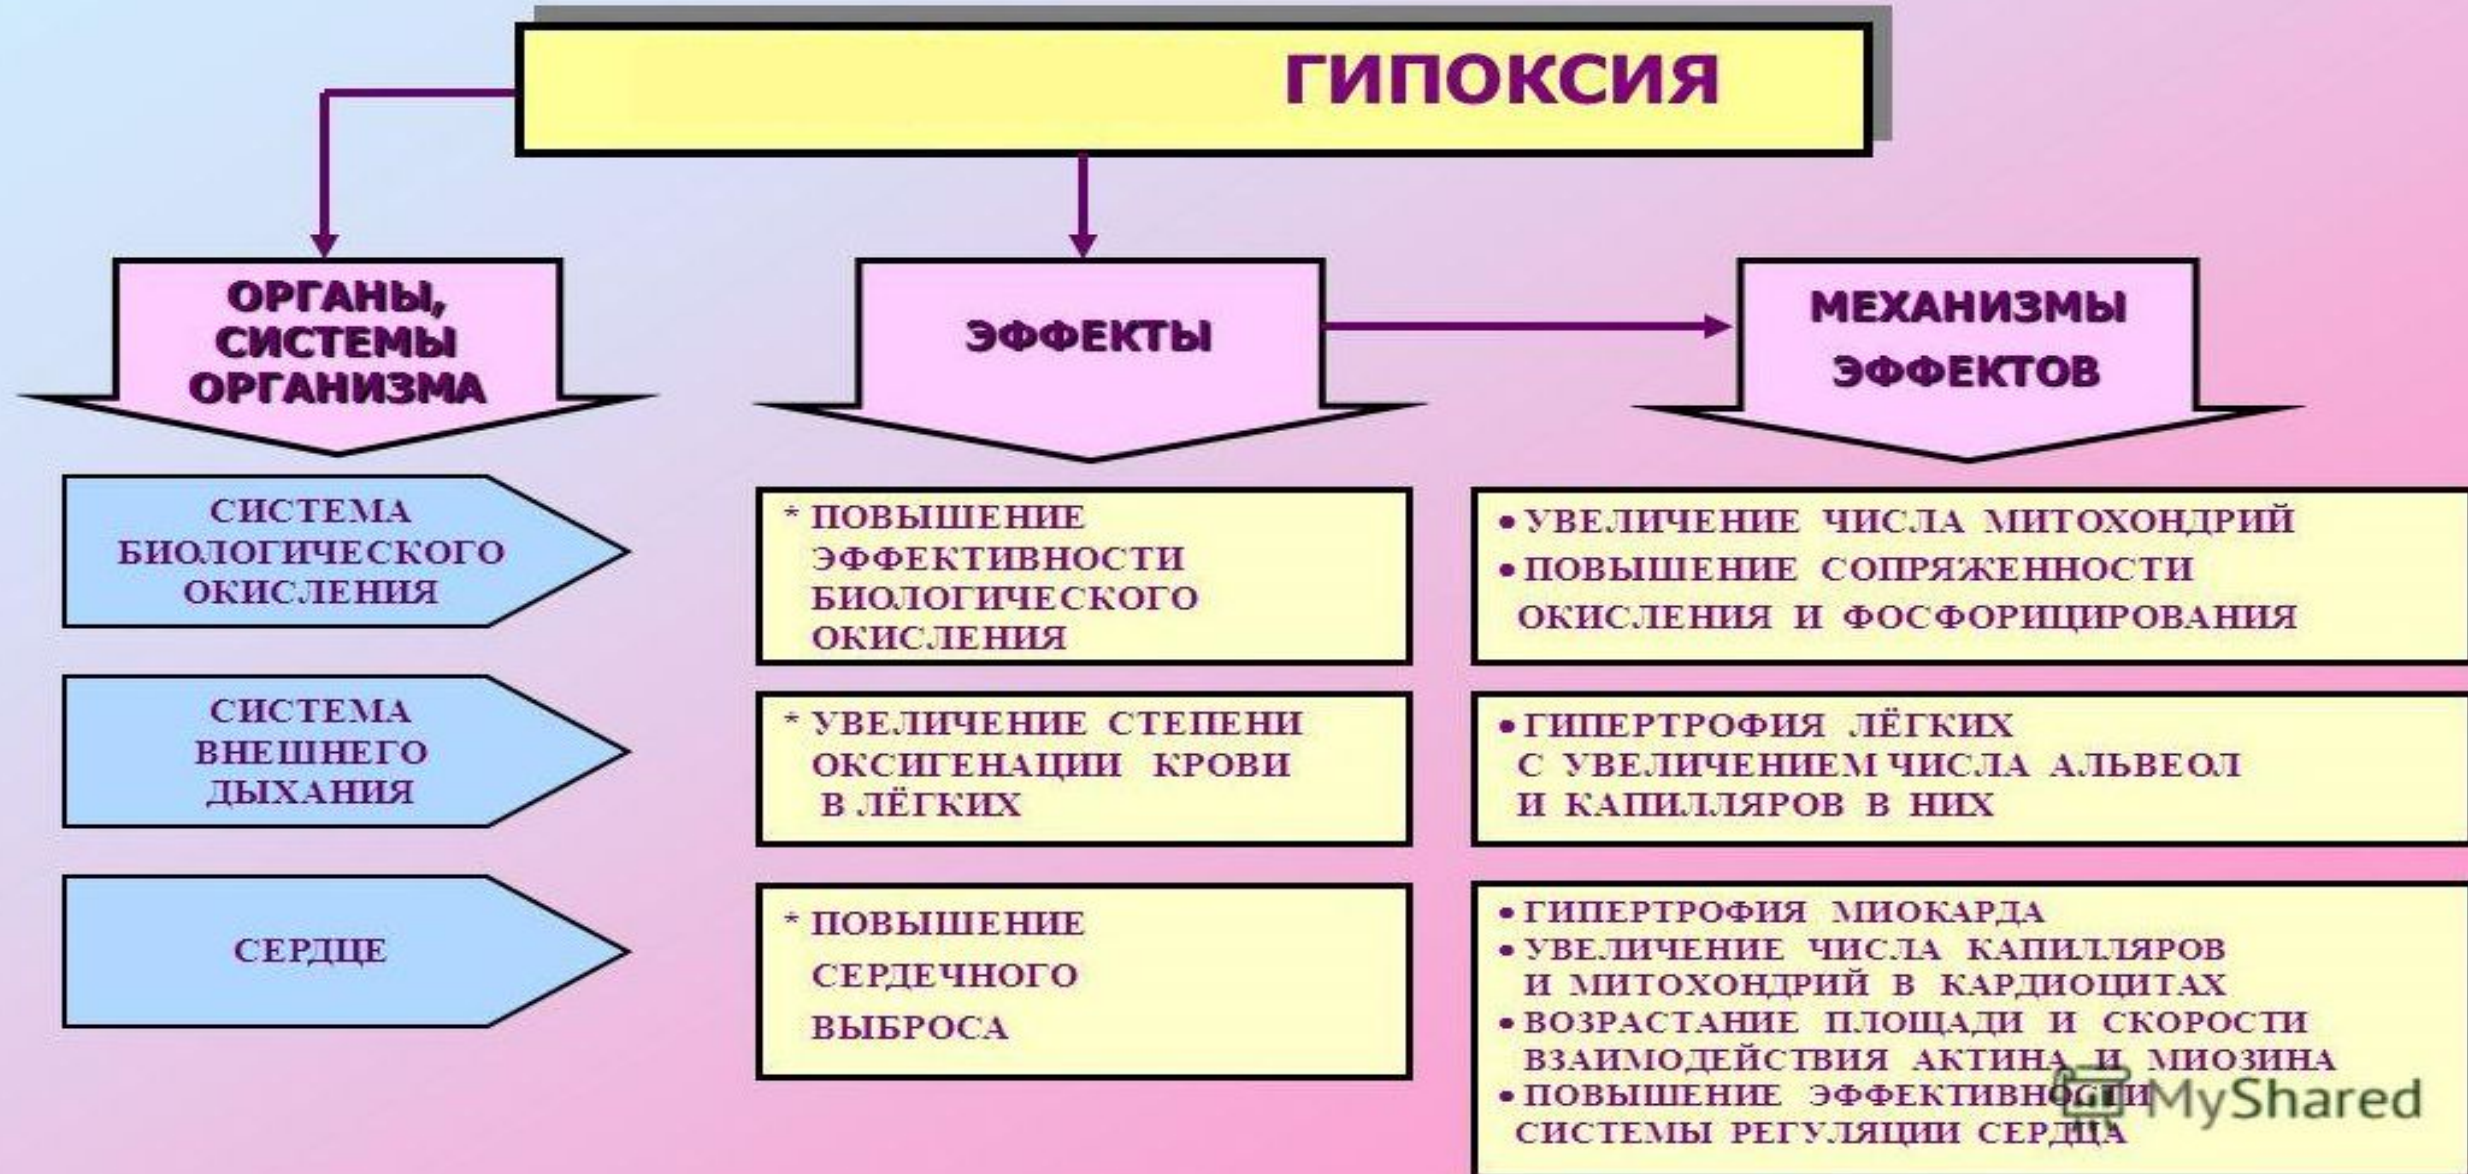 ГИПОКСИЯ
ОРГАНЫ,
СИСТЕМЫ
ОРГАНИЗМА
ЭФФЕКТЫ
МЕХАНИЗМЫ
ЭФФЕКТОВ
СИСТЕМА
БИОЛОГИЧЕСКОГО
ОКИСЛЕНИЯ
* ПОВЫШЕНИЕ
ЭФФЕКТИВНОСТИ
БИОЛОГИЧЕСКОГО
ОКИСЛЕНИЯ
• УВЕЛИЧЕНИЕ ЧИСЛА МИТОХОНДРИЙ
• ПОВЫШЕНИЕ СОПРЯЖЕННОСТИ
ОКИСЛЕНИЯ И ФОСФОРИЦИРОВАНИЯ
СИСТЕМА
ВНЕШНЕГО
ДЫХАНИЯ
* УВЕЛИЧЕНИЕ СТЕПЕНИ
ОКСИГЕНАЦИИ КРОВИ
В ЛЁГКИХ
• ГИПЕРТРОФИЯ ЛЁГКИХ
С УВЕЛИЧЕНИЕМ ЧИСЛА АЛЬВЕОЛ
И КАПИЛЛЯРОВ В НИХ
СЕРДЦЕ
* ПОВЫШЕНИЕ
СЕРДЕЧНОГО
ВЫБРОСА
• ГИПЕРТРОФИЯ МИОКАРДА
• УВЕЛИЧЕНИЕ ЧИСЛА КАПИЛЛЯРОВ
И МИТОХОНДРИЙ В КАРДИОЦИТАХ
• ВОЗРАСТАНИЕ ПЛОЩАДИ И СКОРОСТИ
ВЗАИМОДЕЙСТВИЯ АКТИНА И МИОЗИНА
• ПОВЫШЕНИЕ ЭФФЕКТИВНОСТИ
СИСТЕМЫ РЕГУЛЯЦИИ СЕРДЦА
MyShared